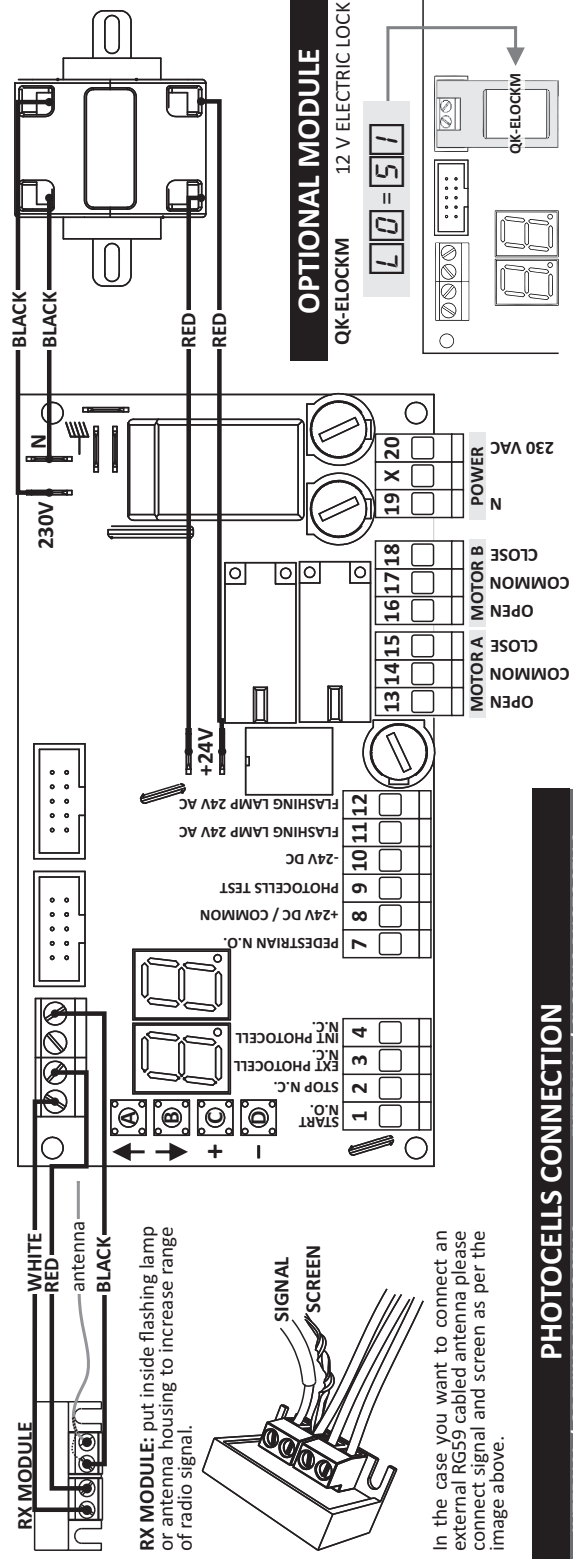 RX MODULE
WHITE
RED
antenna
BLACK
RX MODULE: put inside flashing lamp
or antenna housing to increase range
of radio signal.
SIGNAL
SCREEN
In the case you want to connect an
external RG59 cabled antenna please
connect signal and screen as per the
image above.
A
B
C
D
+
−
START
N.O.
STOP N.C.
EXT PHOTOCELL
N.C.
INT PHOTOCELL
N.C.
1 2 3 4
PEDESTRIAN N.O.
+24V DC / COMMON
PHOTOCELLS TEST
-24V DC
FLASHING LAMP 24V AC
FLASHING LAMP 24V AC
7 8 9 10 11 12
+24V
230V
N
BLACK
BLACK
RED
RED
13 14 15 16 17 18 19 X 20
MOTOR A MOTOR B POWER
OPEN
COMMON
CLOSE
OPEN
COMMON
CLOSE
N
230 VAC
OPTIONAL MODULE
QK-ELOCKM 12 V ELECTRIC LOCK
L0=51
QK-ELOCKM
PHOTOCELLS CONNECTION